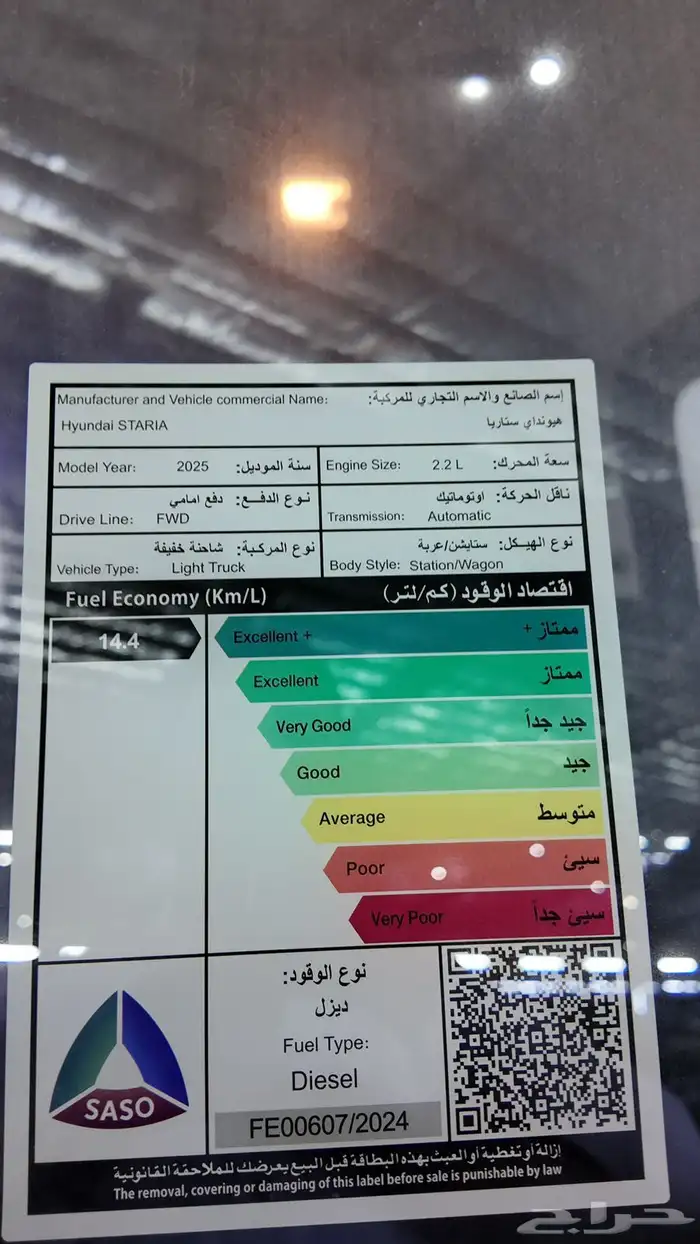 Manufacturer and Vehicle commercial Name: إسم الصانع والاسم التجاري للمركبة:
Hyundai STARIA هيونداي ستاريا
Model Year: 2025 سنة الموديل: Engine Size: 2.2 L سعة المحرك:
نوع الدفع: دفع امامي ناقل الحركة: اوتوماتيك
Drive Line: FWD Transmission: Automatic
نوع المركبة: شاحنة خفيفة نوع الهيكل: ستايشن/عربة
Vehicle Type: Light Truck Body Style: Station/Wagon
Fuel Economy (Km/L) اقتصاد الوقود (كم/لتر)
14.4 Excellent + ممتاز +
Excellent ممتاز
Very Good جيد جداً
Good جيد
Average متوسط
Poor سيئ
Very Poor سيئ جداً
نوع الوقود:
ديزل
Fuel Type:
Diesel
SASO
FE00607/2024
إزالة أو تغطية أو العبث بهذه البطاقة قبل البيع يعرضك للملاحقة القانونية
The removal, covering or damaging of this label before sale is punishable by law
حراج